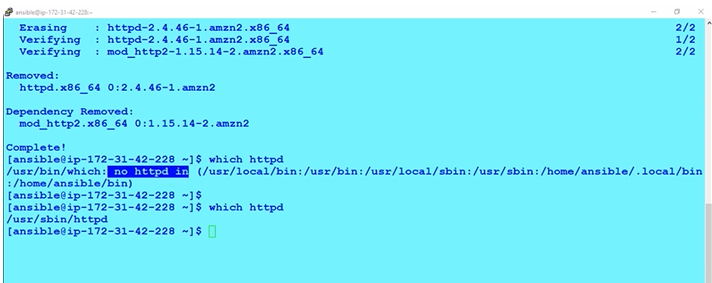 ansible@ip-172-31-42-228:~
Erasing    : httpd-2.4.46-1.amzn2.x86_64 2/2
Verifying  : httpd-2.4.46-1.amzn2.x86_64 1/2
Verifying  : mod_http2-1.15.14-2.amzn2.x86_64 2/2
Removed:
httpd.x86_64 0:2.4.46-1.amzn2
Dependency Removed:
mod_http2.x86_64 0:1.15.14-2.amzn2
Complete!
[ansible@ip-172-31-42-228 ~]$ which httpd
/usr/bin/which: no httpd in (/usr/local/bin:/usr/bin:/usr/local/sbin:/usr/sbin:/home/ansible/.local/bin
:/home/ansible/bin)
[ansible@ip-172-31-42-228 ~]$
[ansible@ip-172-31-42-228 ~]$ which httpd
/usr/sbin/httpd
[ansible@ip-172-31-42-228 ~]$